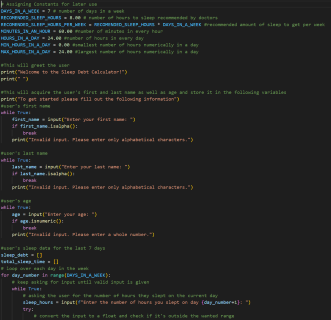 # Assigning Constants for later use
DAYS_IN_A_WEEK = 7 # number of days in a week
RECORDED_SLEEP_HOURS = 8.00 # number of hours to sleep recommended by doctors
RECORDED_SLEEP_HOURS_PER_WEEK = RECORDED_SLEEP_HOURS * DAYS_IN_A_WEEK #recommended amount of sleep to get per week
MINUTES_IN_AN_HOUR = 60.00 #number of minutes in every hour
HOURS_IN_A_DAY = 24.00 #number of hours in every day
MIN_HOURS_IN_A_DAY = 0.00 #smallest number of hours numerically in a day
MAX_HOURS_IN_A_DAY = 24.00 #largest number of hours numerically in a day
#This will greet the user
print("Welcome to the Sleep Debt Calculator!")
print(" ")
#This will acquire the user's first and last name as well as age and store it in the following variables
print("To get started please fill out the following information")
#user's first name
while True:
first_name = input("Enter your first name: ")
if first_name.isalpha():
break
print("Invalid input. Please enter only alphabetical characters.")
#user's last name
while True:
last_name = input("Enter your last name: ")
if last_name.isalpha():
break
print("Invalid input. Please enter only alphabetical characters.")
#user's age
while True:
age = input("Enter your age: ")
if age.isnumeric():
break
print("Invalid input. Please enter a whole number.")
#user's sleep data for the last 7 days
sleep_debt = []
total_sleep_time = []
# loop over each day in the week
for day_number in range(DAYS_IN_A_WEEK):
# keep asking for input until valid input is given
while True:
# asking the user for the number of hours they slept on the current day
sleep_hours = input(f"Enter the number of hours you slept on day {day_number+1}: ")
try:
# convert the input to a float and check if it's outside the wanted range